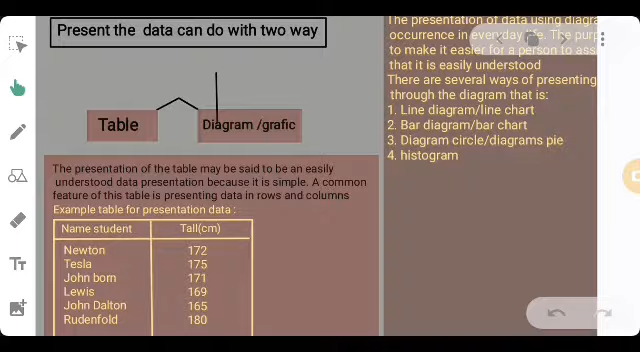 Present the data can do with two way
Table
Diagram /grafic
The presentation of the table may be said to be an easily
understood data presentation because it is simple. A common
feature of this table is presenting data in rows and columns
Example table for presentation data :
Name student Tall(cm)
Newton 172
Tesla 175
John born 171
Lewis 169
John Dalton 165
Rudenfold 180
The presentation of data using
occurrence in everyday life. The
to make it easier for a person to
that it is easily understood
There are several ways of presenting
through the diagram that is:
1. Line diagram/line chart
2. Bar diagram/bar chart
3. Diagram circle/diagrams pie
4. histogram
TT